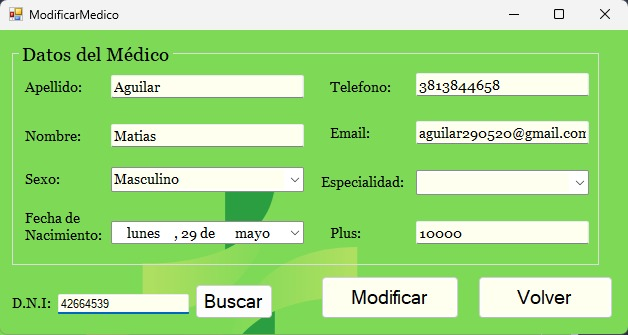 ModificarMedico
Datos del Médico
Apellido: Aguilar
Telefono: 3813844658
Nombre: Matias
Email: aguilar290520@gmail.com
Sexo: Masculino
Especialidad:
Fecha de
Nacimiento: lunes , 29 de mayo
Plus: 10000
D.N.I: 42664539
Buscar
Modificar
Volver